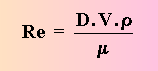 Re = D.V.ρ / μ